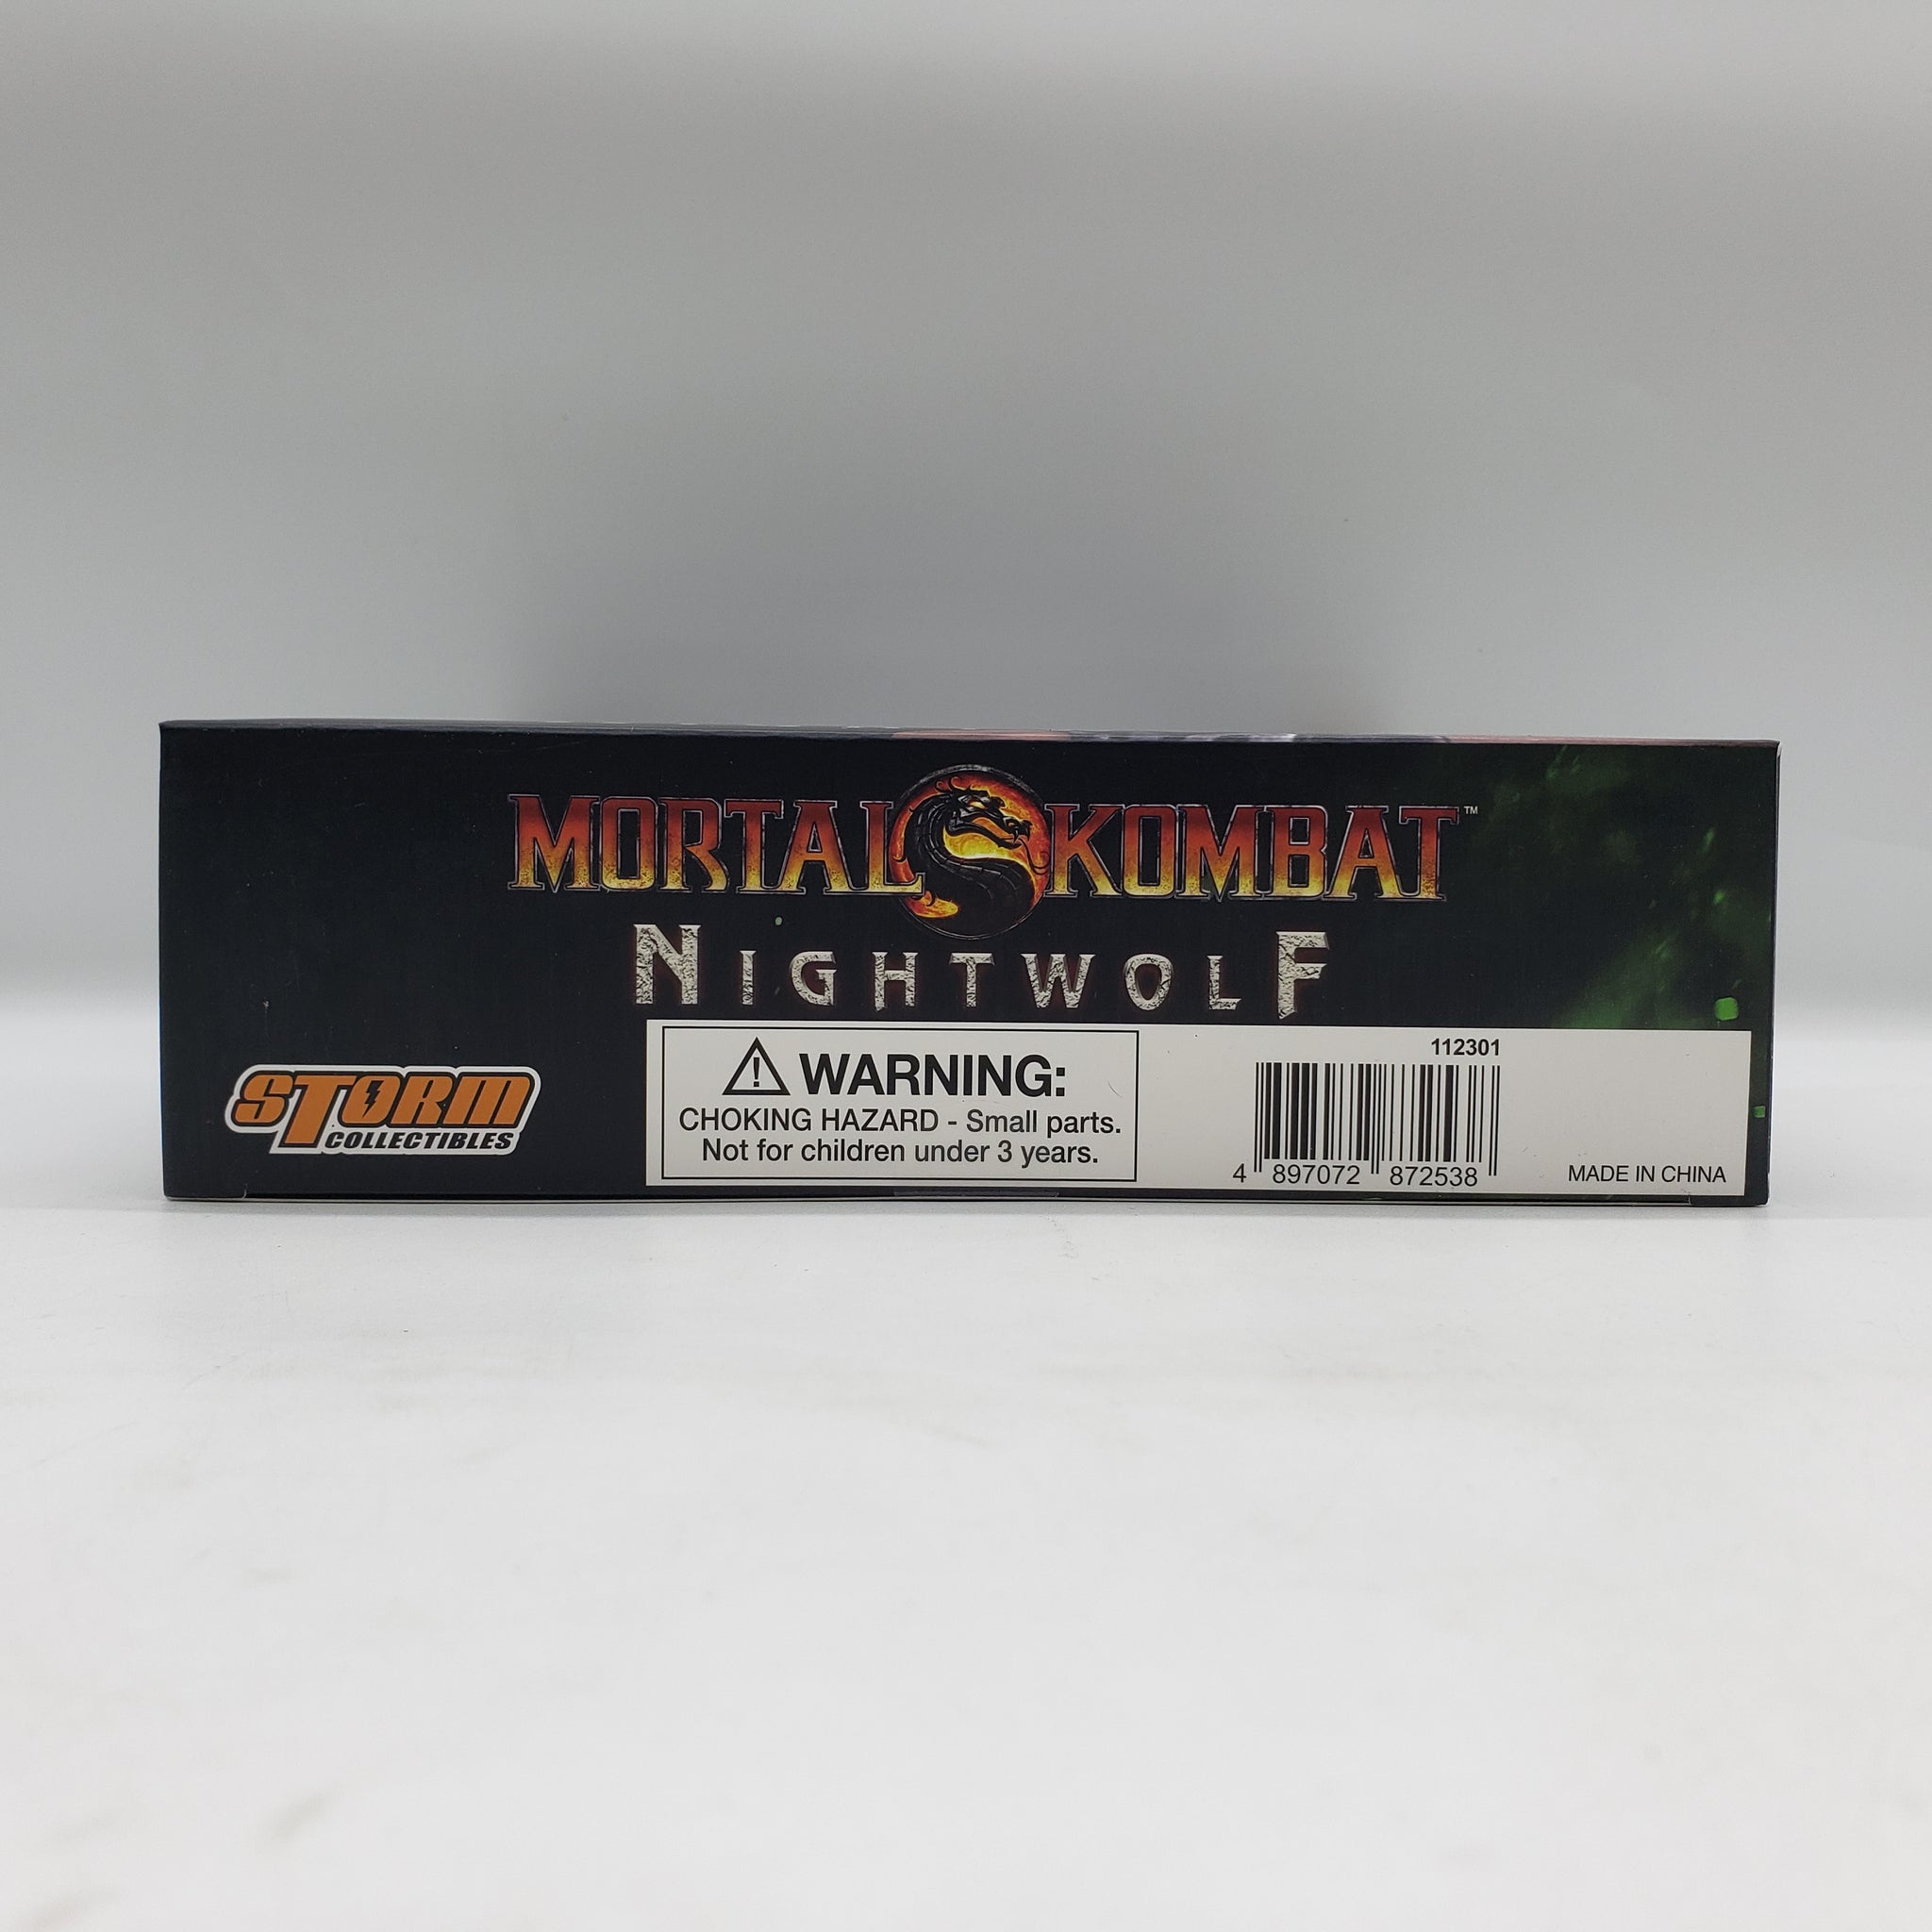 MORTAL KOMBAT™
NIGHTWOLF
STORM
COLLECTIBLES
WARNING:
CHOKING HAZARD - Small parts.
Not for children under 3 years.
112301
4 897072 872538
MADE IN CHINA